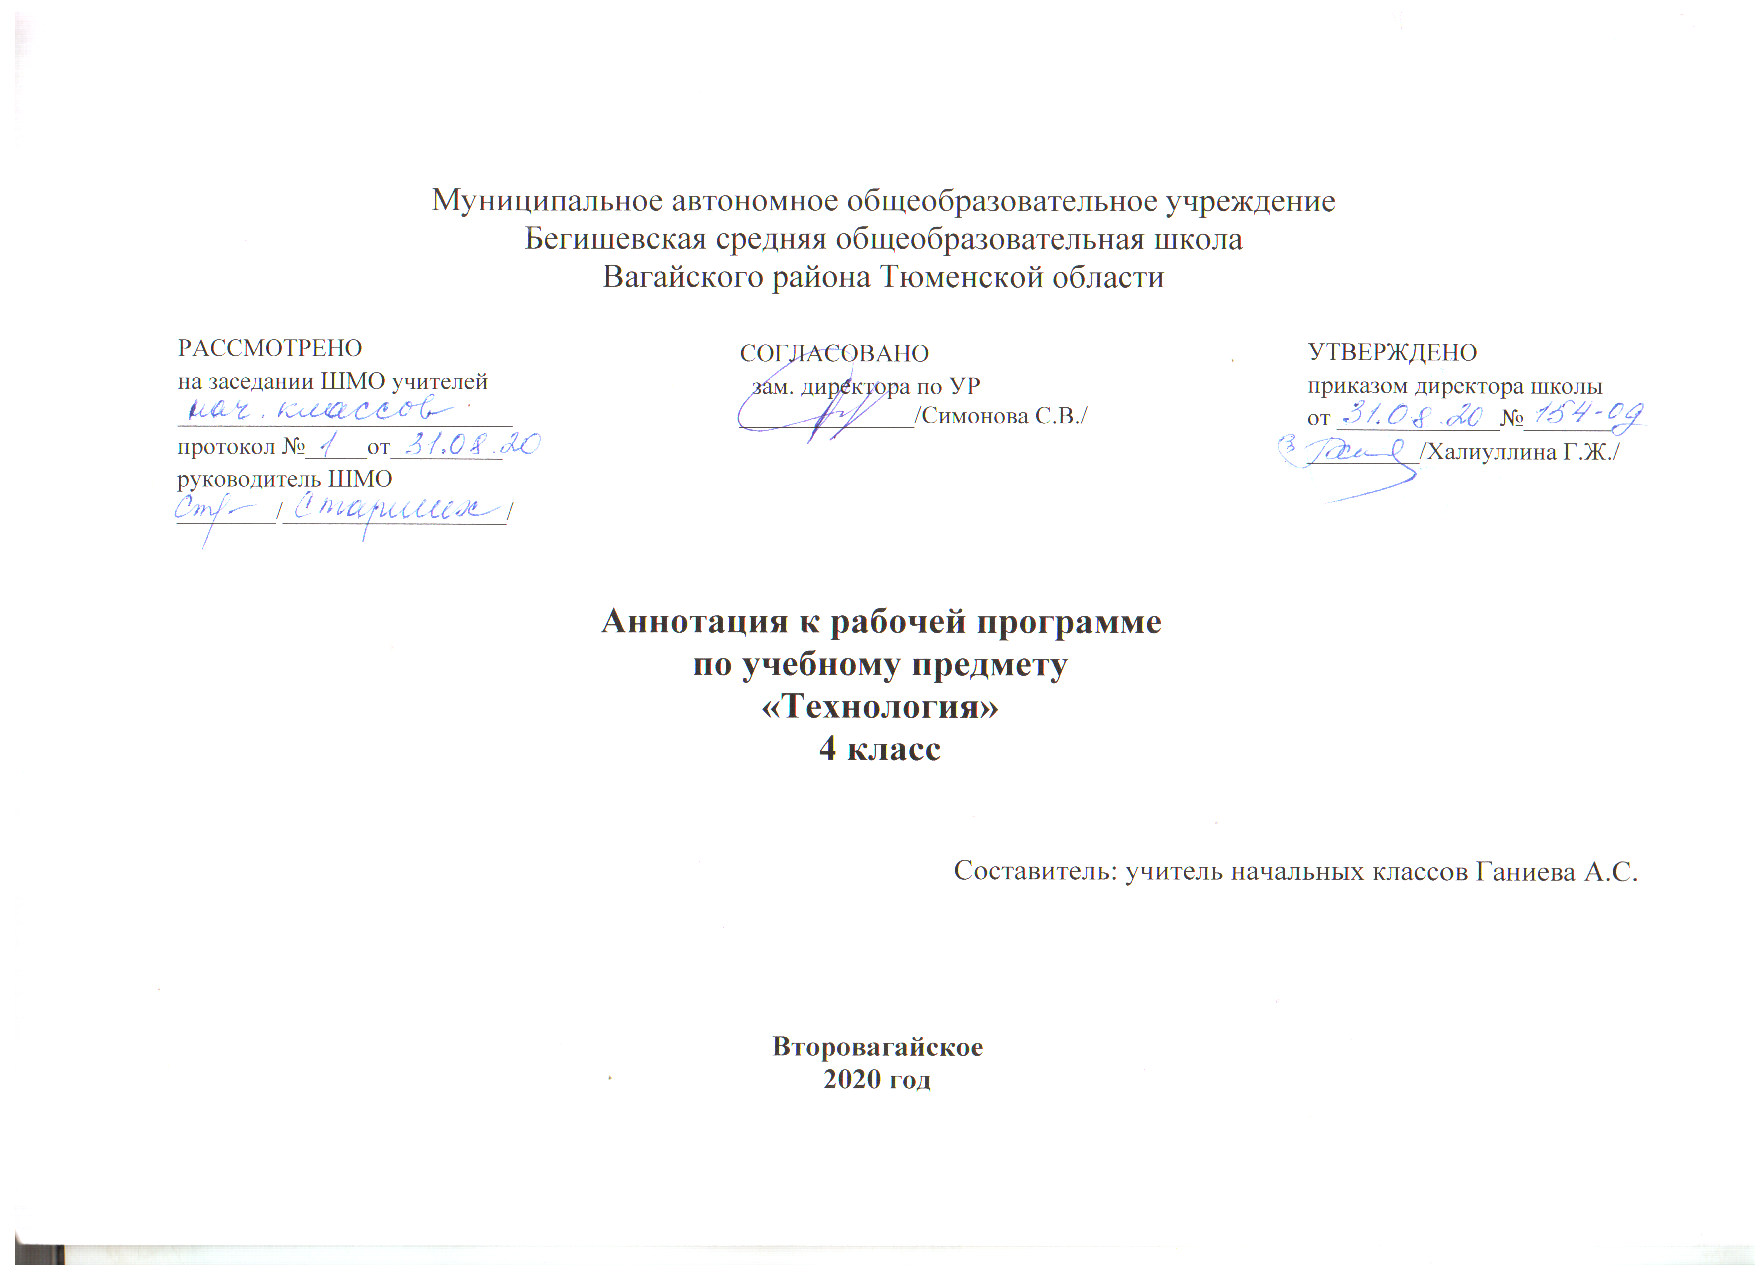 Муниципальное автономное общеобразовательное учреждение
Бегишевская средняя общеобразовательная школа
Вагайского района Тюменской области
РАССМОТРЕНО
на заседании ШМО учителей
нач. классов
протокол № 1 от 31.08.20
руководитель ШМО
/ /
СОГЛАСОВАНО
зам. директора по УР
/Симонова С.В./
УТВЕРЖДЕНО
приказом директора школы
от 31.08.20 № 154-од
/Халиуллина Г.Ж./
Аннотация к рабочей программе
по учебному предмету
«Технология»
4 класс
Составитель: учитель начальных классов Ганиева А.С.
Второвагайское
2020 год